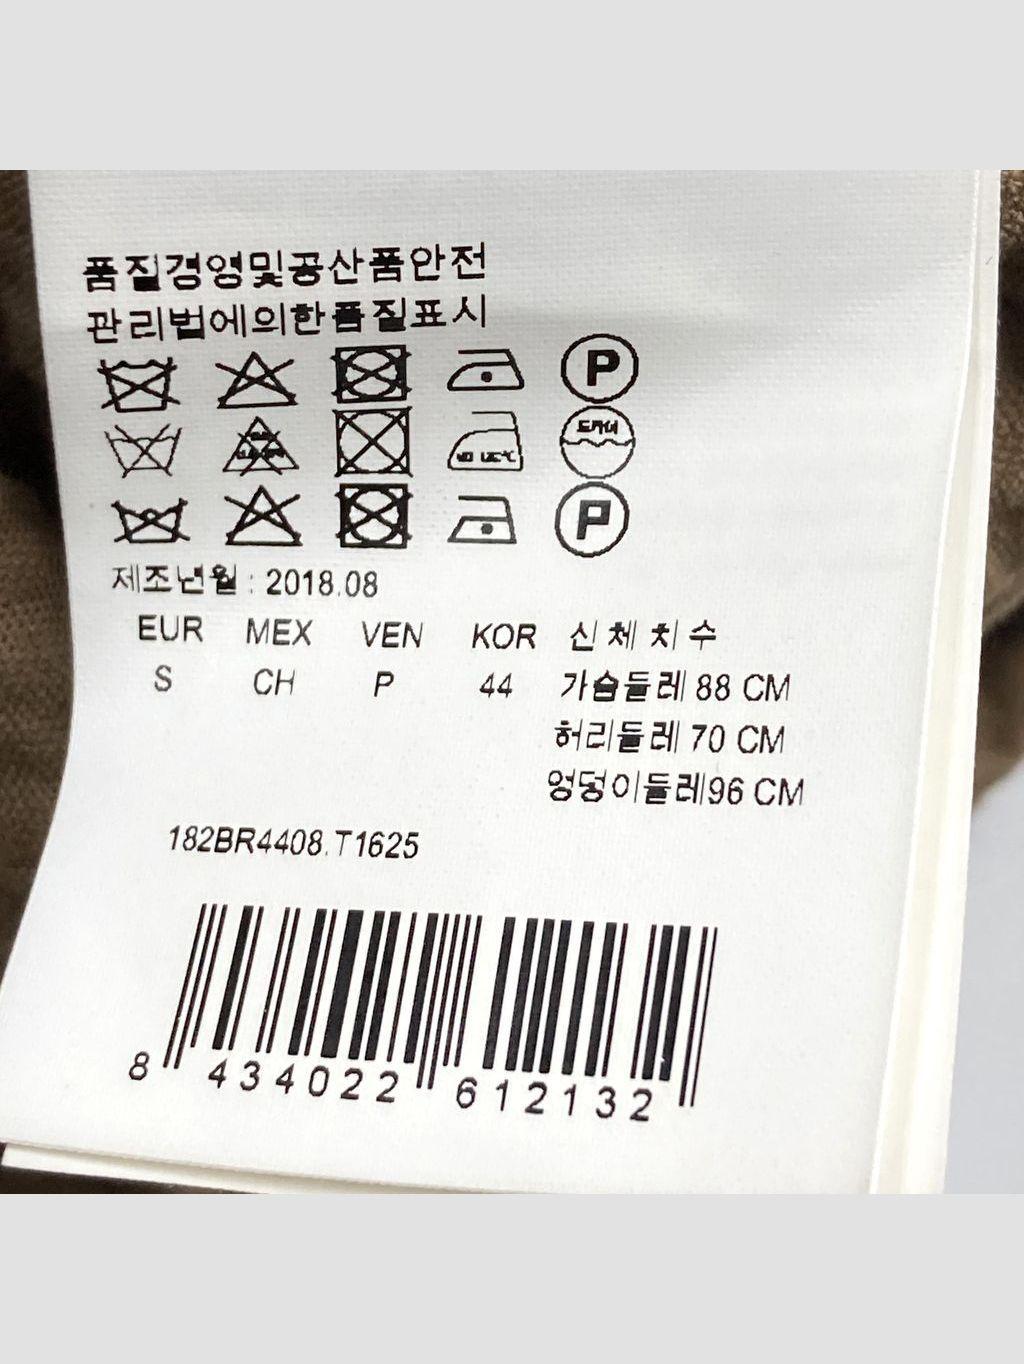 품질경영및공산품안전
관리법에의한품질표시
P
드라이
P
제조년월 : 2018.08
EUR MEX VEN KOR 신체치수
S CH P 44 가슴둘레 88 CM
허리둘레 70 CM
엉덩이둘레96 CM
182BR4408.T1625
8 434022 612132